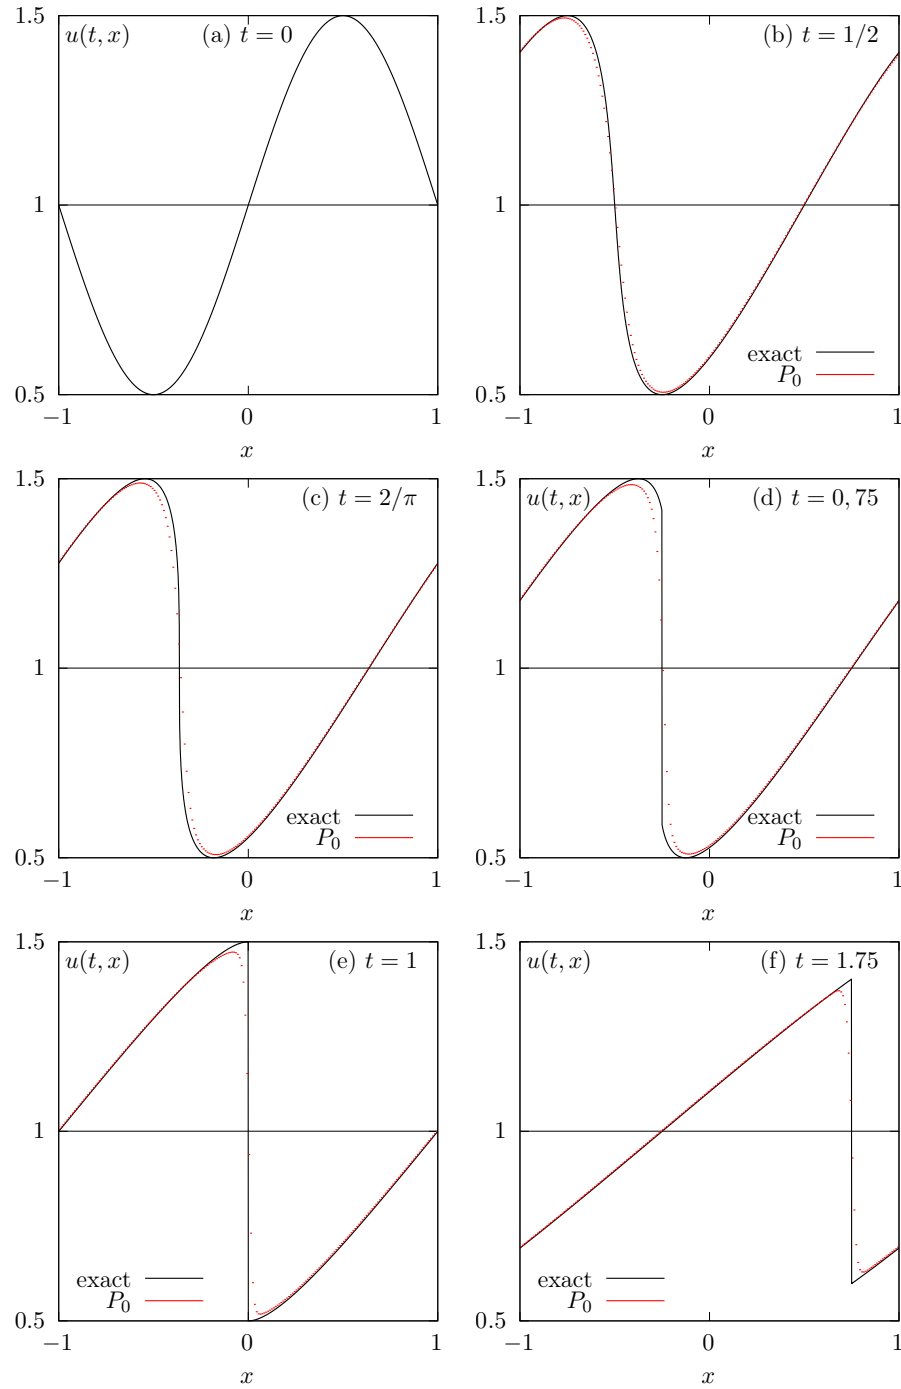 1.5 u(t, x) (a) t = 0
1
0.5
−1 0 1
x
1.5 (b) t = 1/2
1
exact
P₀
0.5
−1 0 1
x
1.5 (c) t = 2/π
1
exact
P₀
0.5
−1 0 1
x
1.5 u(t, x) (d) t = 0, 75
1
exact
P₀
0.5
−1 0 1
x
1.5 u(t, x) (e) t = 1
1
exact
P₀
0.5
−1 0 1
x
1.5 u(t, x) (f) t = 1.75
1
exact
P₀
0.5
−1 0 1
x